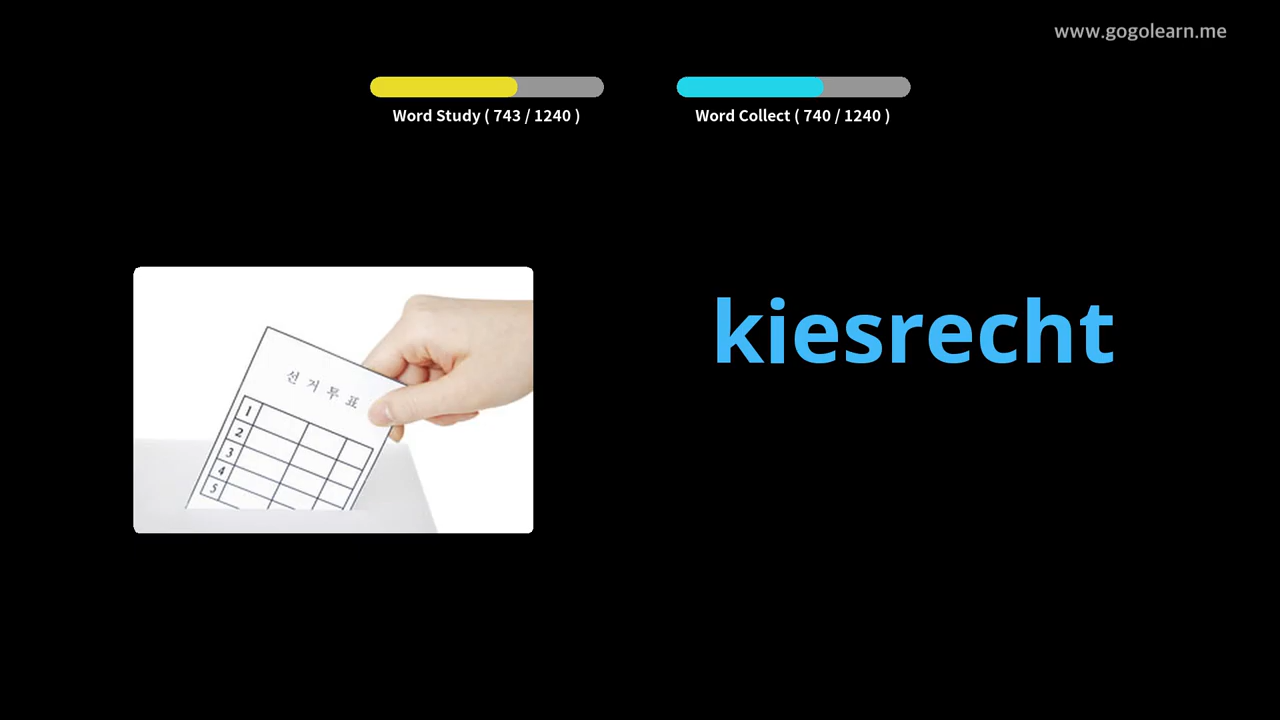 www.gogolearn.me
Word Study ( 743 / 1240 )
Word Collect ( 740 / 1240 )
선거투표
1
2
3
4
5
kiesrecht